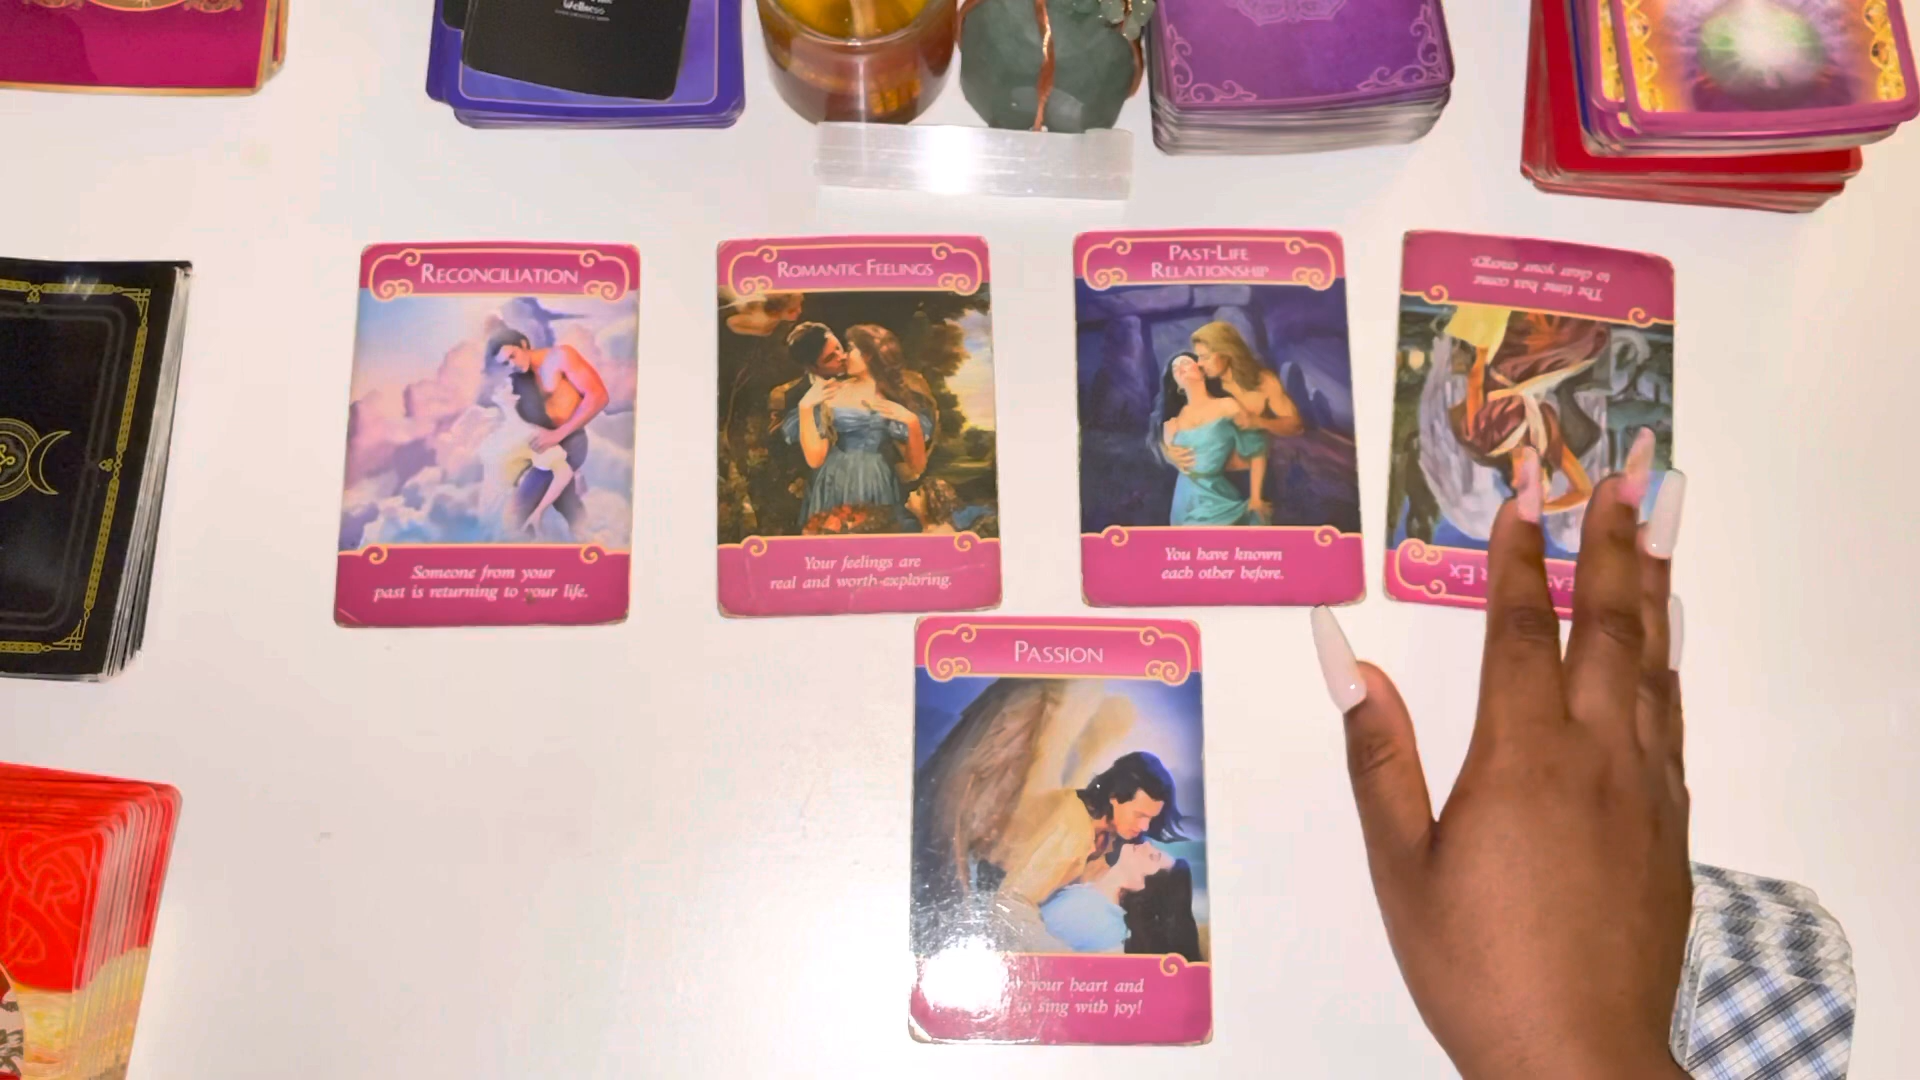 Wellness
RECONCILIATION
Someone from your
past is returning to your life.
ROMANTIC FEELINGS
Your feelings are
real and worth exploring.
PAST-LIFE
RELATIONSHIP
You have known
each other before.
The time has come
to clear your energy.
EX
PASSION
your heart and
to sing with joy!